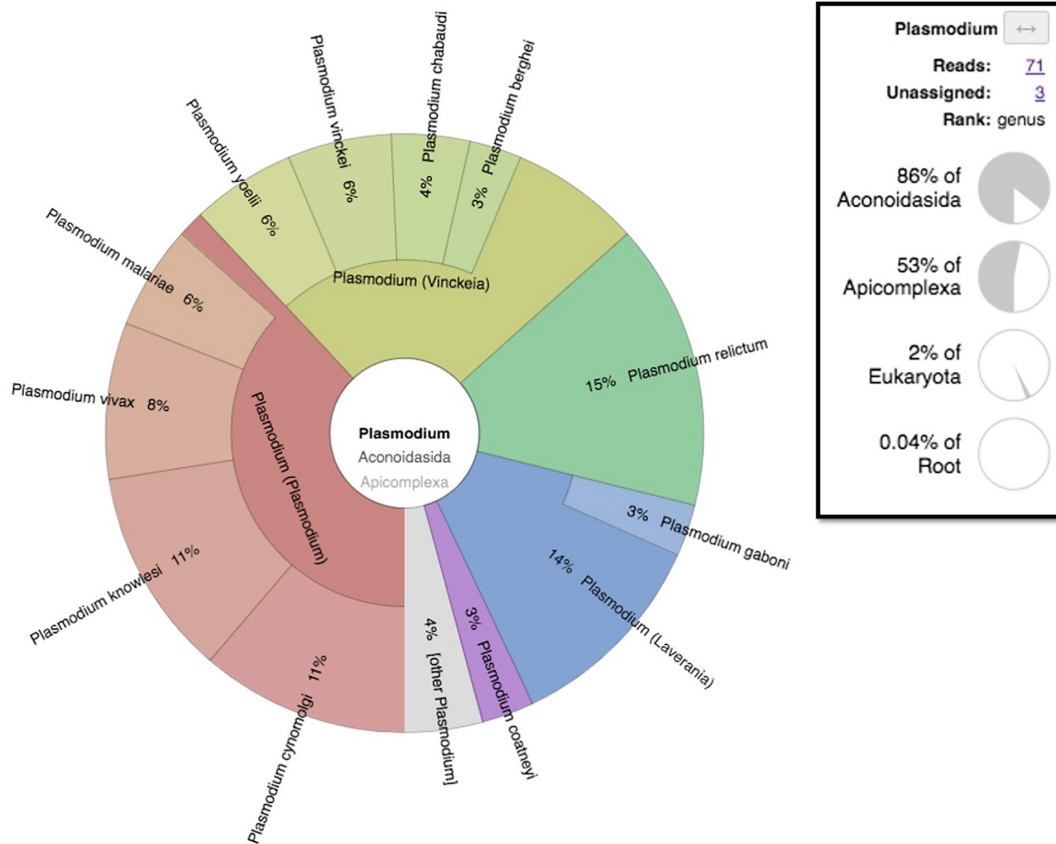 Plasmodium chabaudi
4%
Plasmodium berghei
3%
Plasmodium vinckei
6%
Plasmodium yoelii
6%
Plasmodium (Vinckeia)
Plasmodium malariae 6%
Plasmodium vivax 8%
Plasmodium (Plasmodium)
Plasmodium knowlesi 11%
Plasmodium cynomolgi 11%
Plasmodium
Aconoidasida
Apicomplexa
15% Plasmodium relictum
3% Plasmodium gaboni
14% Plasmodium (Laverania)
3% Plasmodium coatneyi
4% [other Plasmodium]
Plasmodium ↔
Reads: 71
Unassigned: 3
Rank: genus
86% of
Aconoidasida
53% of
Apicomplexa
2% of
Eukaryota
0.04% of
Root